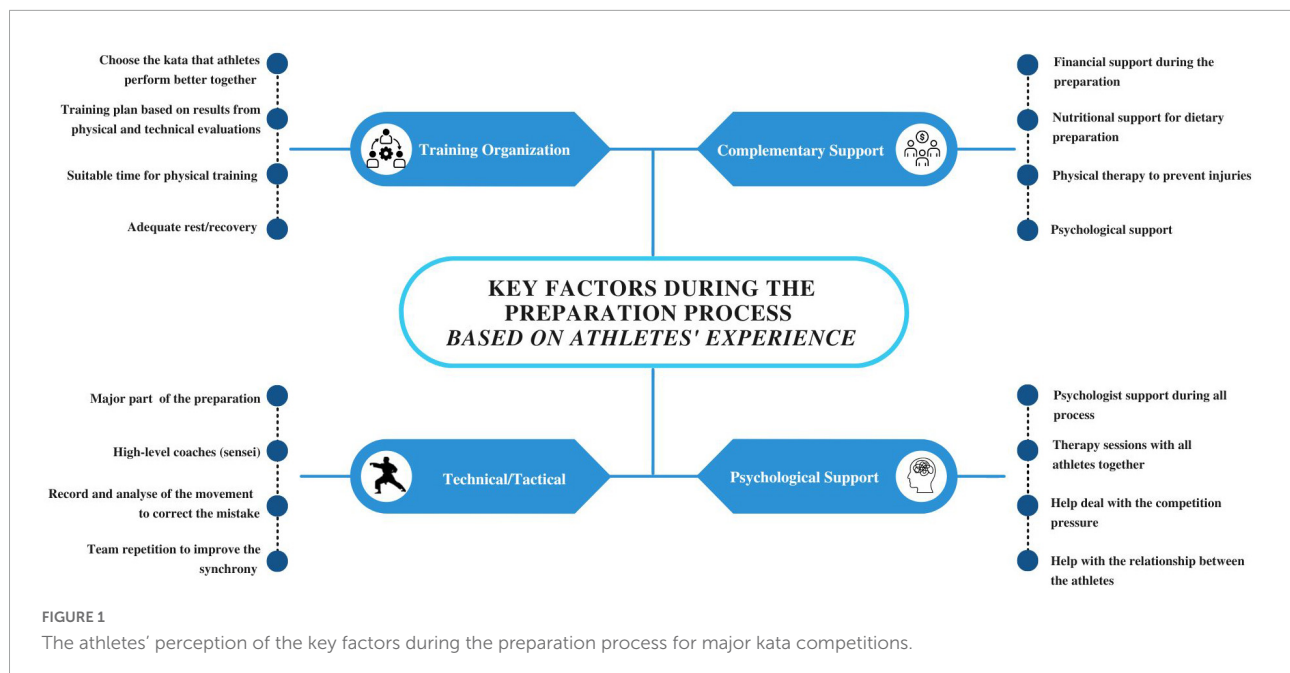 Choose the kata that athletes
perform better together
Training plan based on results from
physical and technical evaluations
Suitable time for physical training
Adequate rest/recovery
Training Organization
Complementary Support
$
Financial support during the
preparation
Nutritional support for dietary
preparation
Physical therapy to prevent injuries
Psychological support
KEY FACTORS DURING THE
PREPARATION PROCESS
BASED ON ATHLETES' EXPERIENCE
Major part of the preparation
High-level coaches (sensei)
Record and analyse of the movement
to correct the mistake
Team repetition to improve the
synchrony
Technical/Tactical
Psychological Support
Psychologist support during all
process
Therapy sessions with all
athletes together
Help deal with the competition
pressure
Help with the relationship between
the athletes
FIGURE 1
The athletes’ perception of the key factors during the preparation process for major kata competitions.